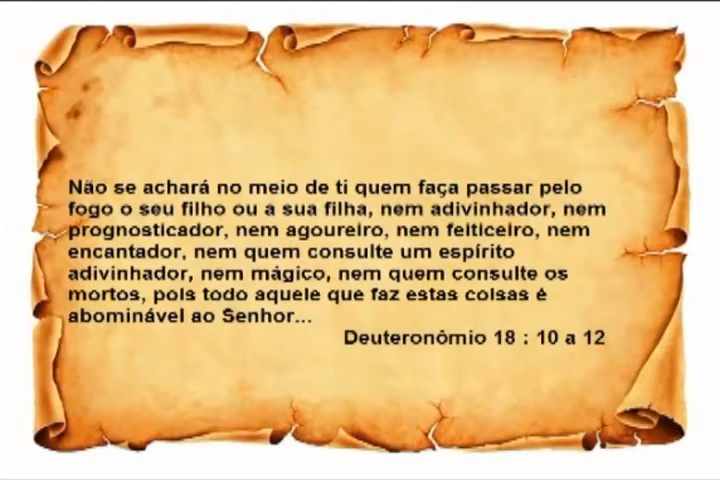 Não se achará no meio de ti quem faça passar pelo
fogo o seu filho ou a sua filha, nem adivinhador, nem
prognosticador, nem agoureiro, nem feiticeiro, nem
encantador, nem quem consulte um espírito
adivinhador, nem mágico, nem quem consulte os
mortos, pois todo aquele que faz estas coisas é
abominável ao Senhor...
Deuteronômio 18 : 10 a 12